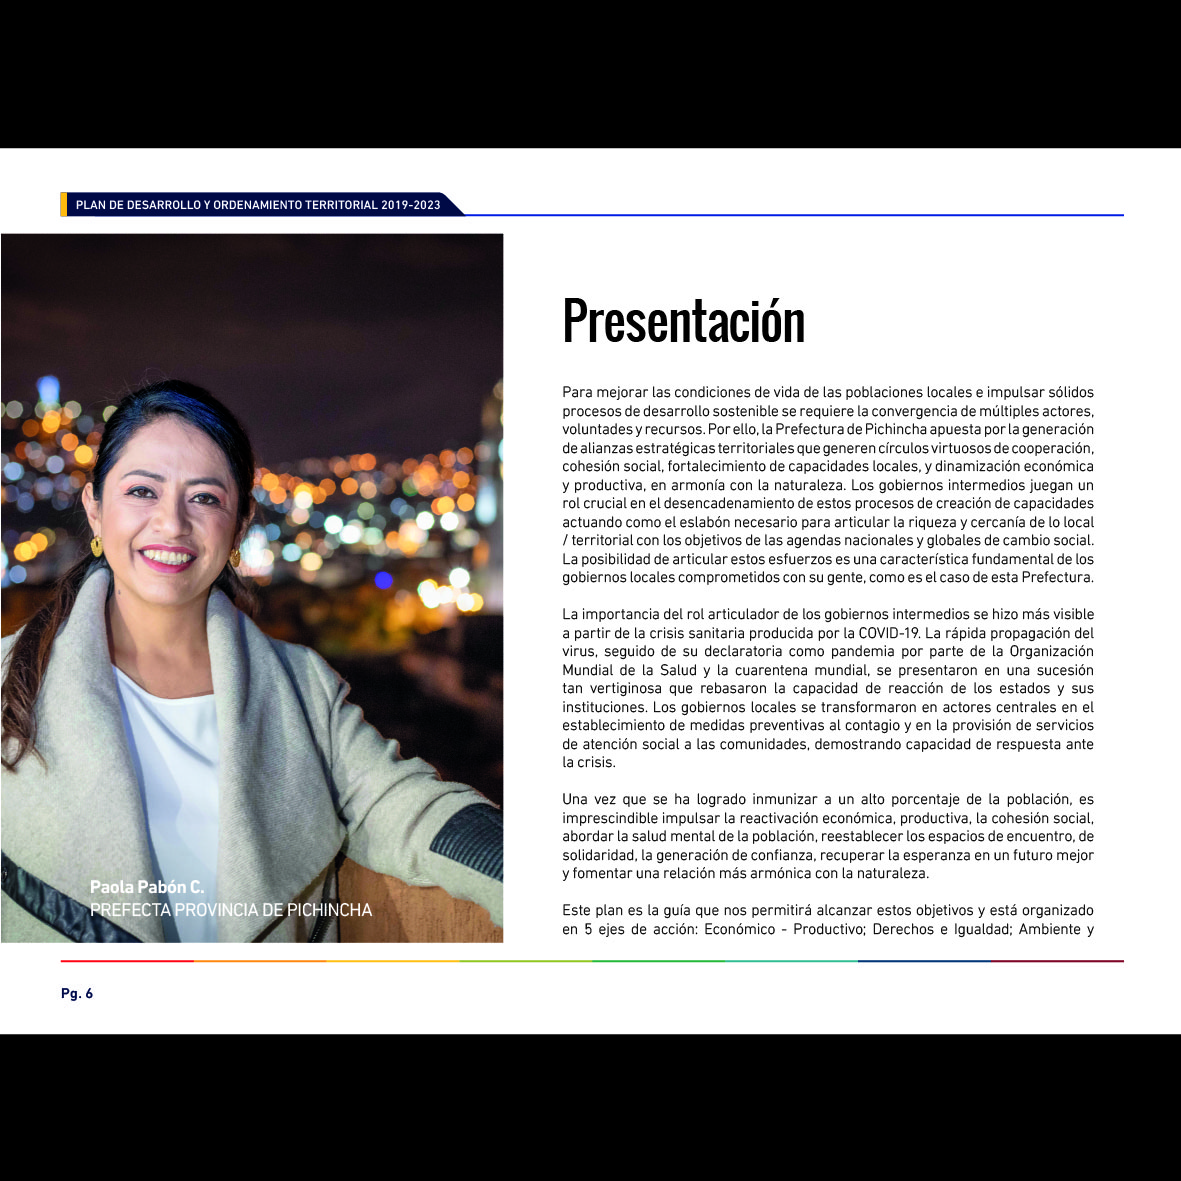 PLAN DE DESARROLLO Y ORDENAMIENTO TERRITORIAL 2019-2023
Paola Pabón C.
PREFECTA PROVINCIA DE PICHINCHA
Presentación
Para mejorar las condiciones de vida de las poblaciones locales e impulsar sólidos
procesos de desarrollo sostenible se requiere la convergencia de múltiples actores,
voluntades y recursos. Por ello, la Prefectura de Pichincha apuesta por la generación
de alianzas estratégicas territoriales que generen círculos virtuosos de cooperación,
cohesión social, fortalecimiento de capacidades locales, y dinamización económica
y productiva, en armonía con la naturaleza. Los gobiernos intermedios juegan un
rol crucial en el desencadenamiento de estos procesos de creación de capacidades
actuando como el eslabón necesario para articular la riqueza y cercanía de lo local
/ territorial con los objetivos de las agendas nacionales y globales de cambio social.
La posibilidad de articular estos esfuerzos es una característica fundamental de los
gobiernos locales comprometidos con su gente, como es el caso de esta Prefectura.
La importancia del rol articulador de los gobiernos intermedios se hizo más visible
a partir de la crisis sanitaria producida por la COVID-19. La rápida propagación del
virus, seguido de su declaratoria como pandemia por parte de la Organización
Mundial de la Salud y la cuarentena mundial, se presentaron en una sucesión
tan vertiginosa que rebasaron la capacidad de reacción de los estados y sus
instituciones. Los gobiernos locales se transformaron en actores centrales en el
establecimiento de medidas preventivas al contagio y en la provisión de servicios
de atención social a las comunidades, demostrando capacidad de respuesta ante
la crisis.
Una vez que se ha logrado inmunizar a un alto porcentaje de la población, es
imprescindible impulsar la reactivación económica, productiva, la cohesión social,
abordar la salud mental de la población, reestablecer los espacios de encuentro, de
solidaridad, la generación de confianza, recuperar la esperanza en un futuro mejor
y fomentar una relación más armónica con la naturaleza.
Este plan es la guía que nos permitirá alcanzar estos objetivos y está organizado
en 5 ejes de acción: Económico - Productivo; Derechos e Igualdad; Ambiente y
Pg. 6